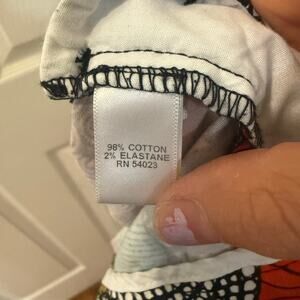 98% COTTON
2% ELASTANE
RN 54023